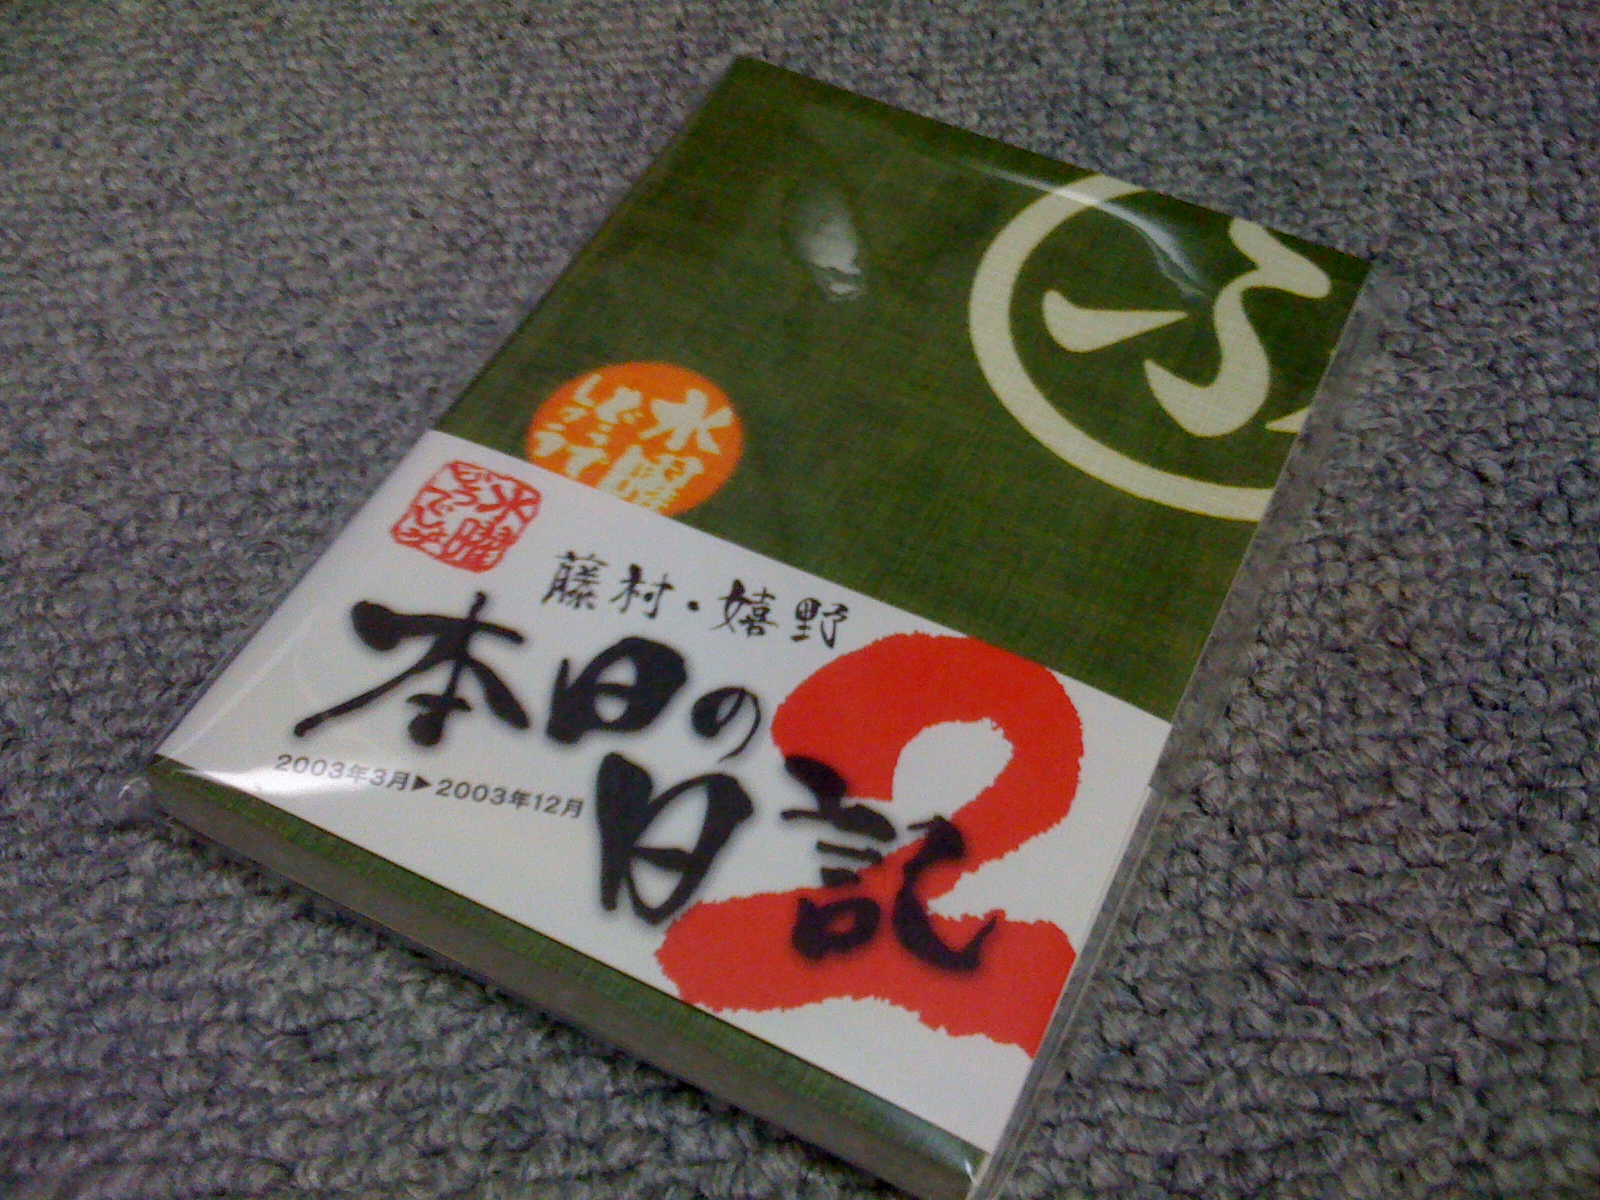 水曜
どうでしょう
水曜
どうでしょう
藤村・嬉野
本日の
日記
2
2003年3月▶2003年12月